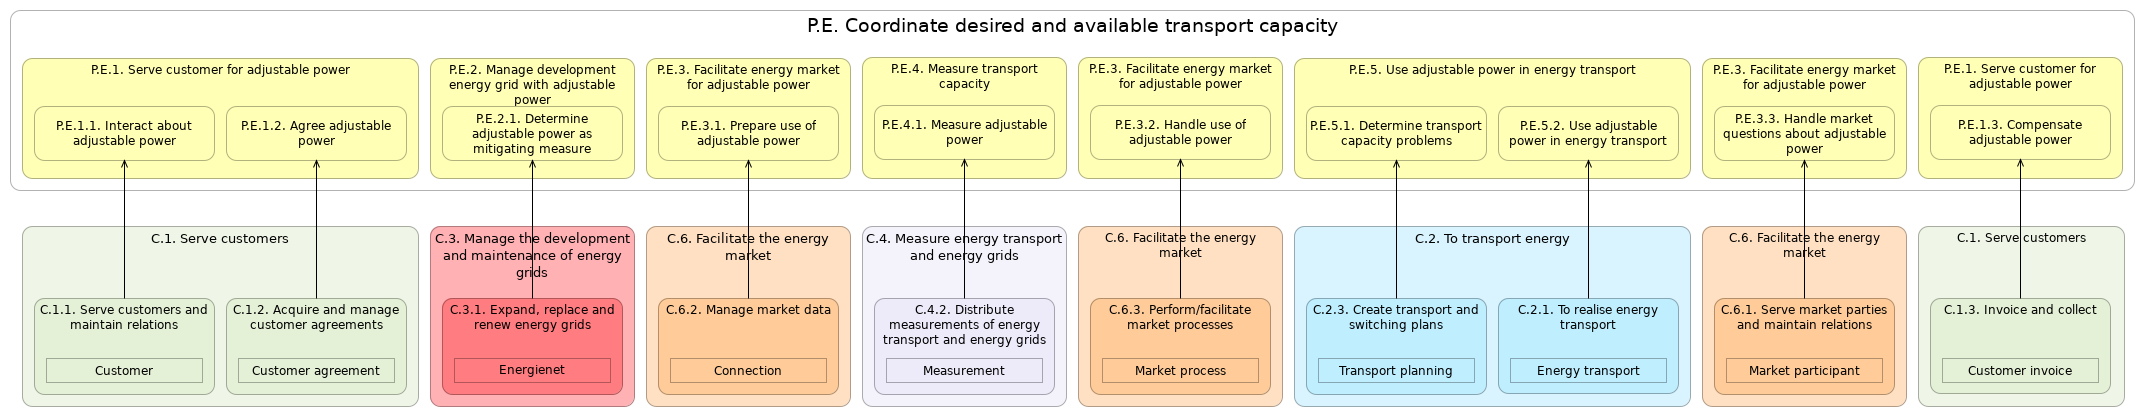 P.E. Coordinate desired and available transport capacity
P.E.1. Serve customer for adjustable power
P.E.1.1. Interact about
adjustable power
P.E.1.2. Agree adjustable
power
P.E.2. Manage development
energy grid with adjustable
power
P.E.2.1. Determine
adjustable power as
mitigating measure
P.E.3. Facilitate energy market
for adjustable power
P.E.3.1. Prepare use of
adjustable power
P.E.4. Measure transport
capacity
P.E.4.1. Measure adjustable
power
P.E.3. Facilitate energy market
for adjustable power
P.E.3.2. Handle use of
adjustable power
P.E.5. Use adjustable power in energy transport
P.E.5.1. Determine transport
capacity problems
P.E.5.2. Use adjustable
power in energy transport
P.E.3. Facilitate energy market
for adjustable power
P.E.3.3. Handle market
questions about adjustable
power
P.E.1. Serve customer for
adjustable power
P.E.1.3. Compensate
adjustable power
C.1. Serve customers
C.1.1. Serve customers and
maintain relations
Customer
C.1.2. Acquire and manage
customer agreements
Customer agreement
C.3. Manage the development
and maintenance of energy
grids
C.3.1. Expand, replace and
renew energy grids
Energienet
C.6. Facilitate the energy
market
C.6.2. Manage market data
Connection
C.4. Measure energy transport
and energy grids
C.4.2. Distribute
measurements of energy
transport and energy grids
Measurement
C.6. Facilitate the energy
market
C.6.3. Perform/facilitate
market processes
Market process
C.2. To transport energy
C.2.3. Create transport and
switching plans
Transport planning
C.2.1. To realise energy
transport
Energy transport
C.6. Facilitate the energy
market
C.6.1. Serve market parties
and maintain relations
Market participant
C.1. Serve customers
C.1.3. Invoice and collect
Customer invoice